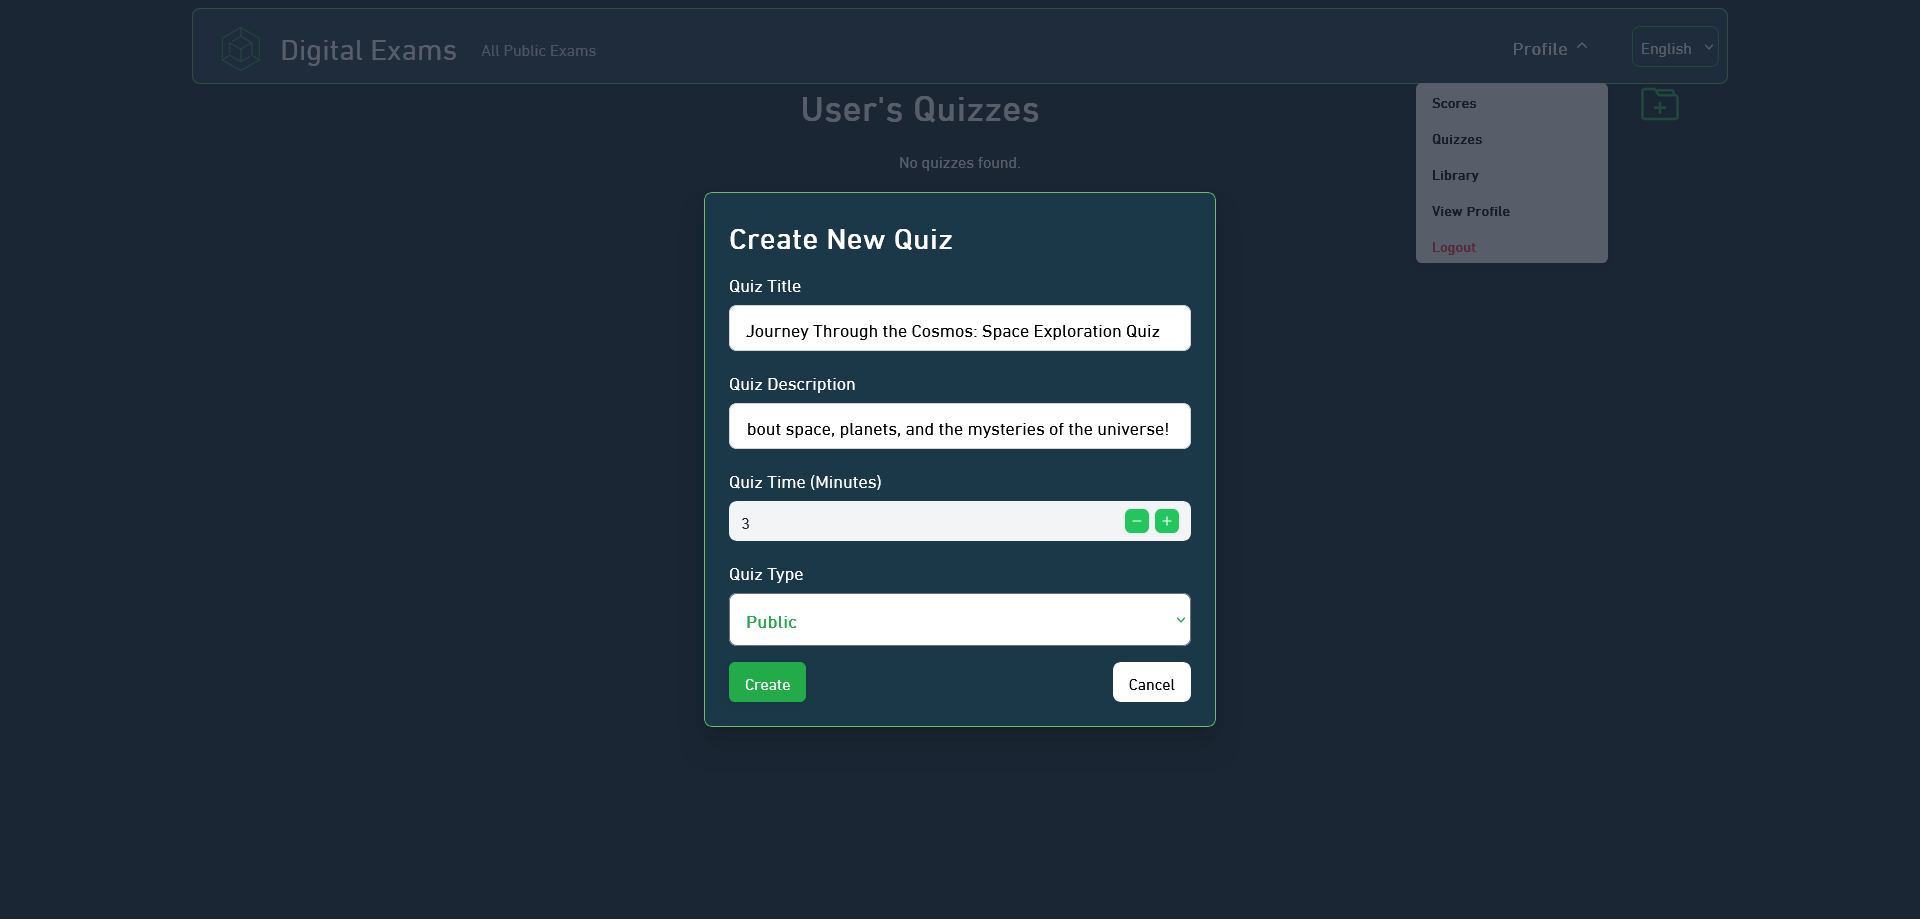 Digital Exams
All Public Exams
Profile
English
User's Quizzes
No quizzes found.
Scores
Quizzes
Library
View Profile
Logout
Create New Quiz
Quiz Title
Journey Through the Cosmos: Space Exploration Quiz
Quiz Description
bout space, planets, and the mysteries of the universe!
Quiz Time (Minutes)
3
Quiz Type
Public
Create
Cancel